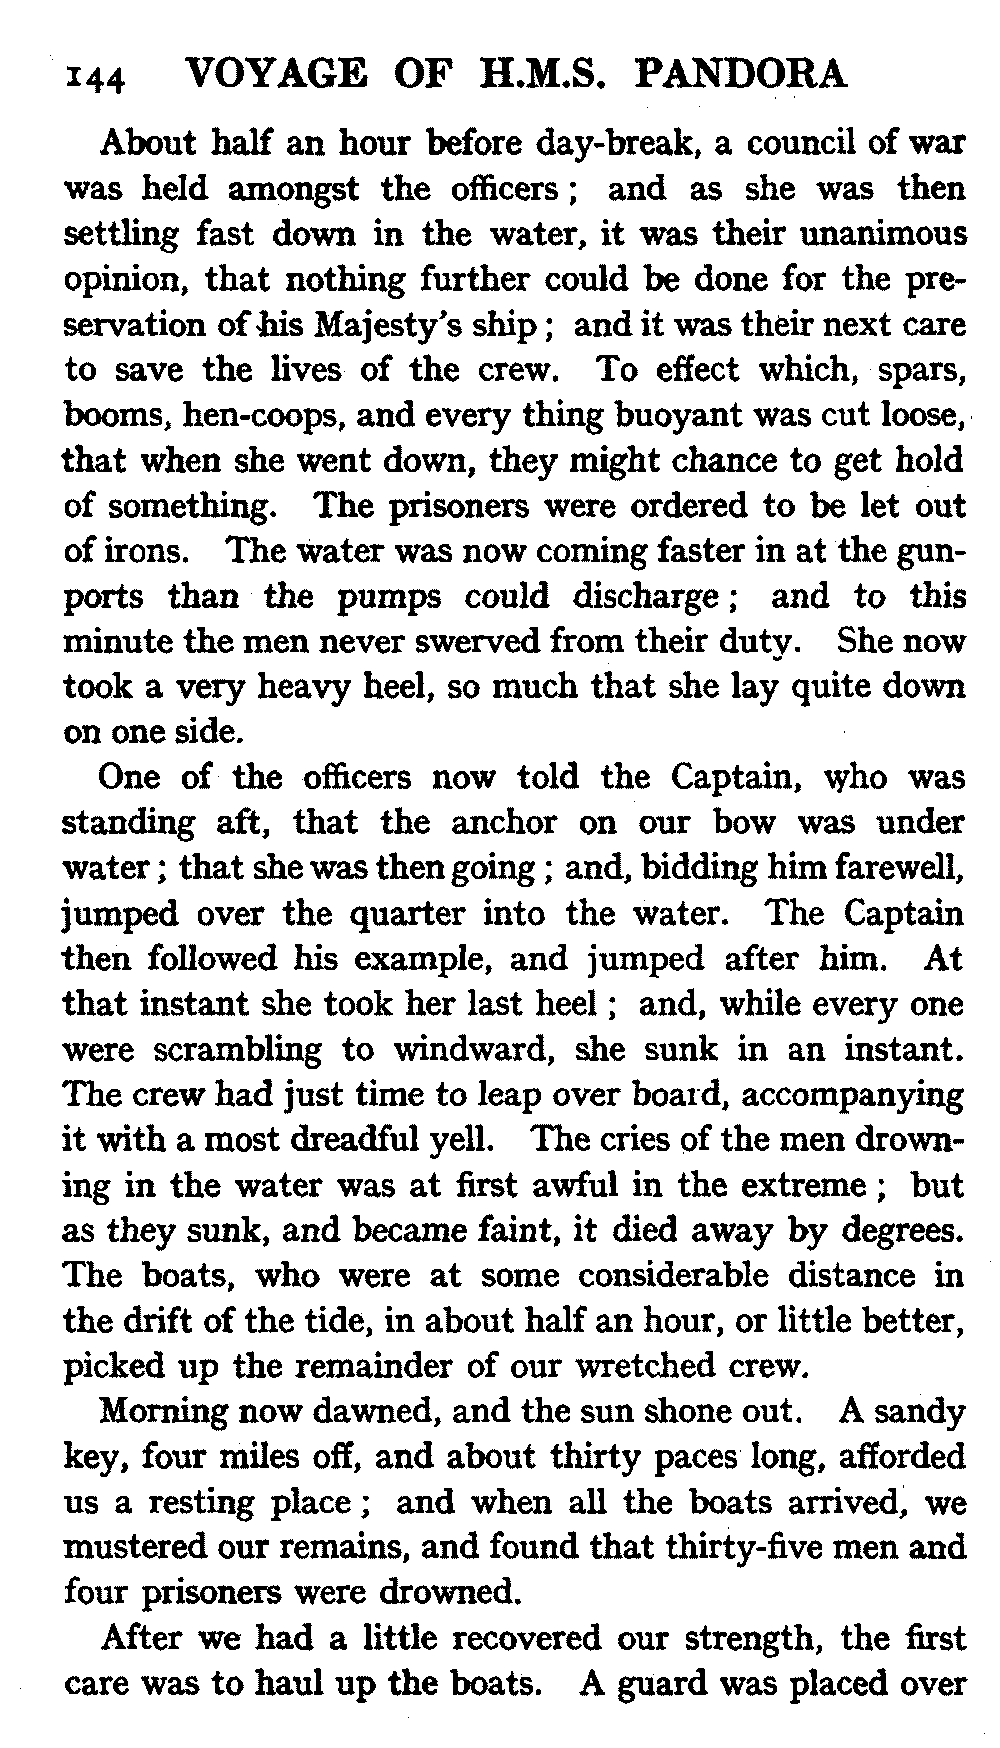 144 VOYAGE OF H.M.S. PANDORA
About half an hour before day-break, a council of war
was held amongst the officers ; and as she was then
settling fast down in the water, it was their unanimous
opinion, that nothing further could be done for the pre-
servation of his Majesty's ship ; and it was their next care
to save the lives of the crew. To effect which, spars,
booms, hen-coops, and every thing buoyant was cut loose,
that when she went down, they might chance to get hold
of something. The prisoners were ordered to be let out
of irons. The water was now coming faster in at the gun-
ports than the pumps could discharge ; and to this
minute the men never swerved from their duty. She now
took a very heavy heel, so much that she lay quite down
on one side.
One of the officers now told the Captain, who was
standing aft, that the anchor on our bow was under
water ; that she was then going ; and, bidding him farewell,
jumped over the quarter into the water. The Captain
then followed his example, and jumped after him. At
that instant she took her last heel ; and, while every one
were scrambling to windward, she sunk in an instant.
The crew had just time to leap over board, accompanying
it with a most dreadful yell. The cries of the men drown-
ing in the water was at first awful in the extreme ; but
as they sunk, and became faint, it died away by degrees.
The boats, who were at some considerable distance in
the drift of the tide, in about half an hour, or little better,
picked up the remainder of our wretched crew.
Morning now dawned, and the sun shone out. A sandy
key, four miles off, and about thirty paces long, afforded
us a resting place ; and when all the boats arrived, we
mustered our remains, and found that thirty-five men and
four prisoners were drowned.
After we had a little recovered our strength, the first
care was to haul up the boats. A guard was placed over